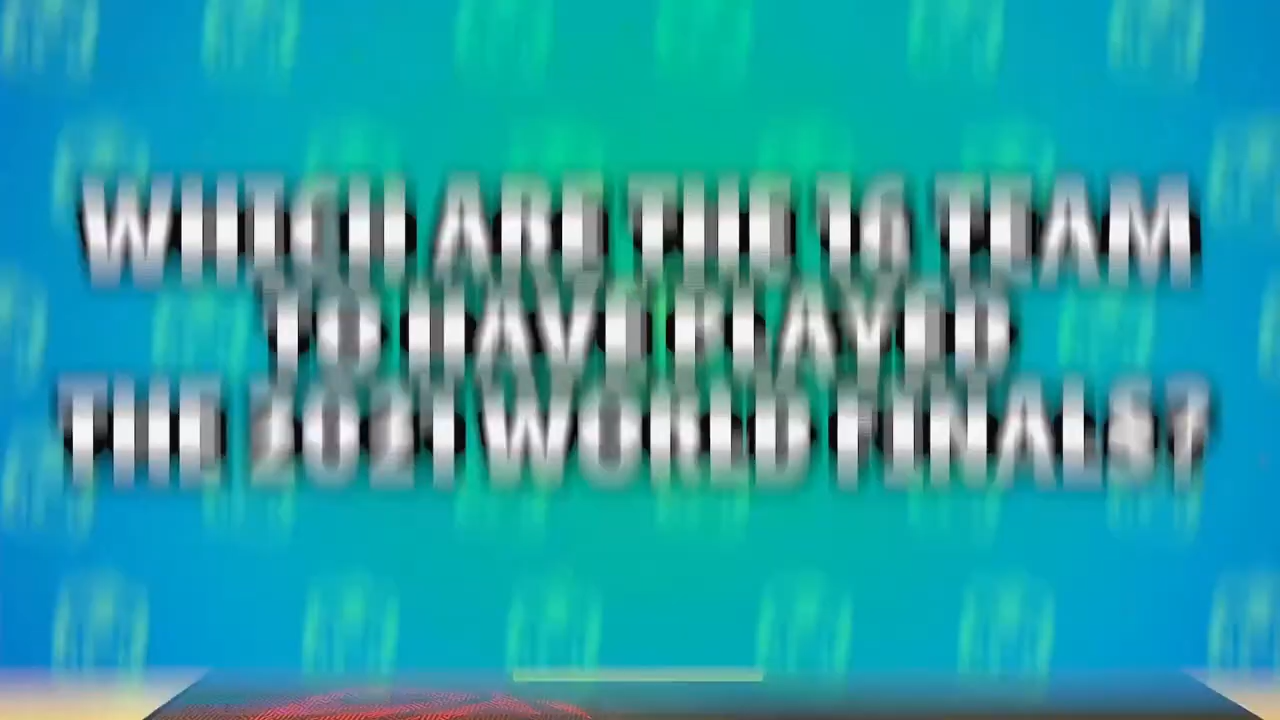 WHICH ARE THE 16 TEAM
TO HAVE PLAYED
THE 2021 WORLD FINALS?